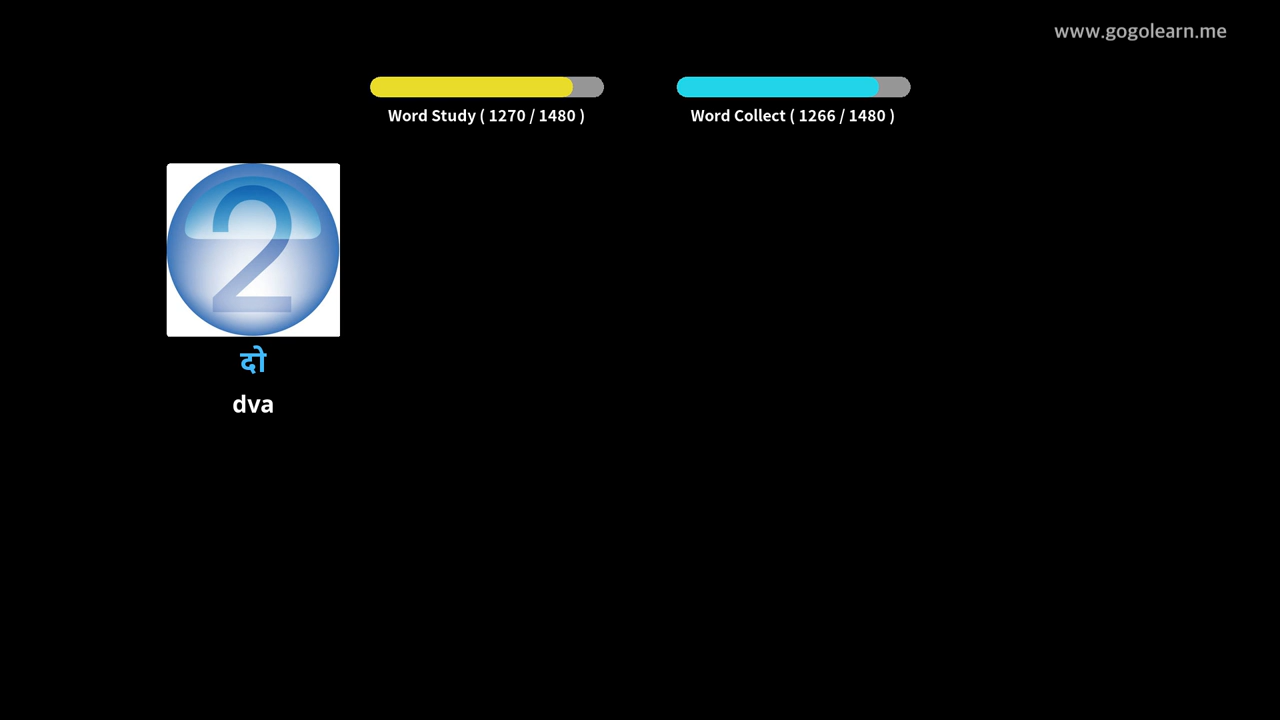 www.gogolearn.me
Word Study ( 1270 / 1480 )
Word Collect ( 1266 / 1480 )
2
दो
dva